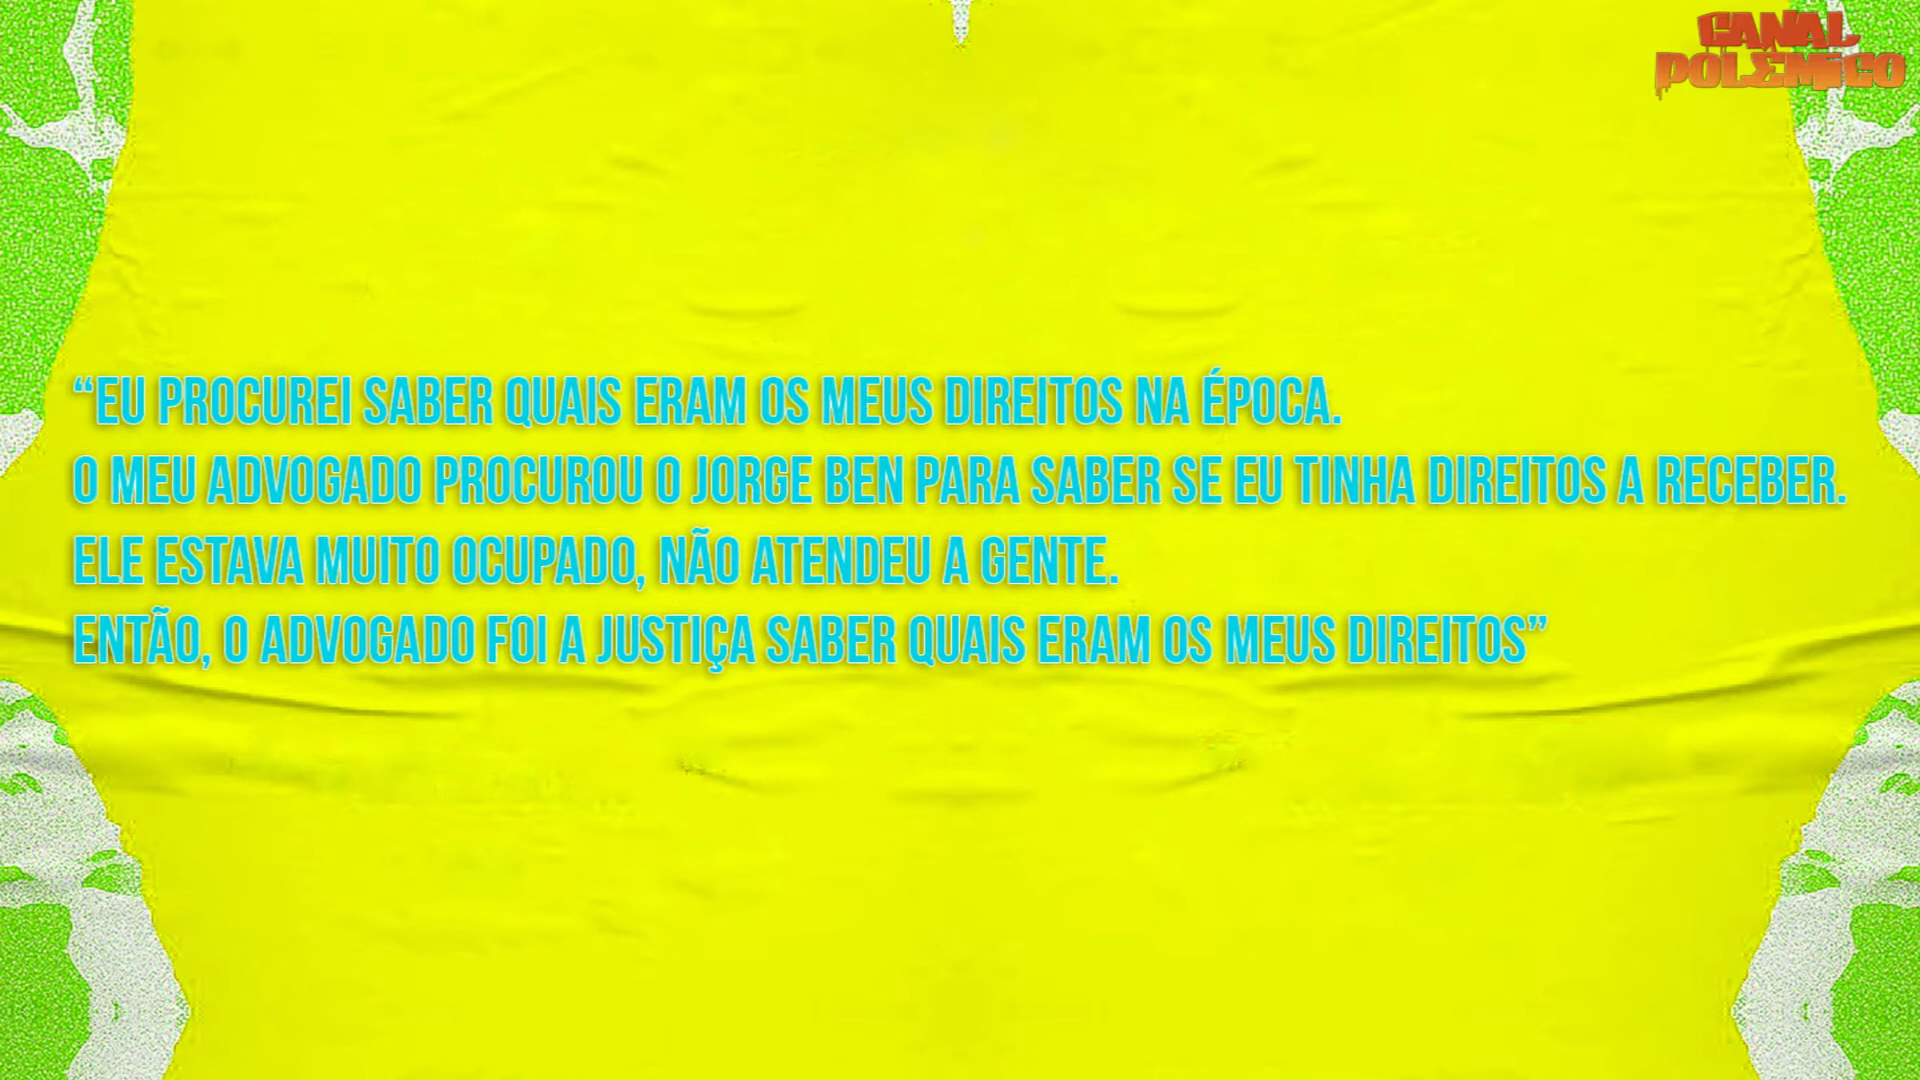 CANAL
POLÊMICO
“EU PROCUREI SABER QUAIS ERAM OS MEUS DIREITOS NA ÉPOCA.
O MEU ADVOGADO PROCUROU O JORGE BEN PARA SABER SE EU TINHA DIREITOS A RECEBER.
ELE ESTAVA MUITO OCUPADO, NÃO ATENDEU A GENTE.
ENTÃO, O ADVOGADO FOI A JUSTIÇA SABER QUAIS ERAM OS MEUS DIREITOS”